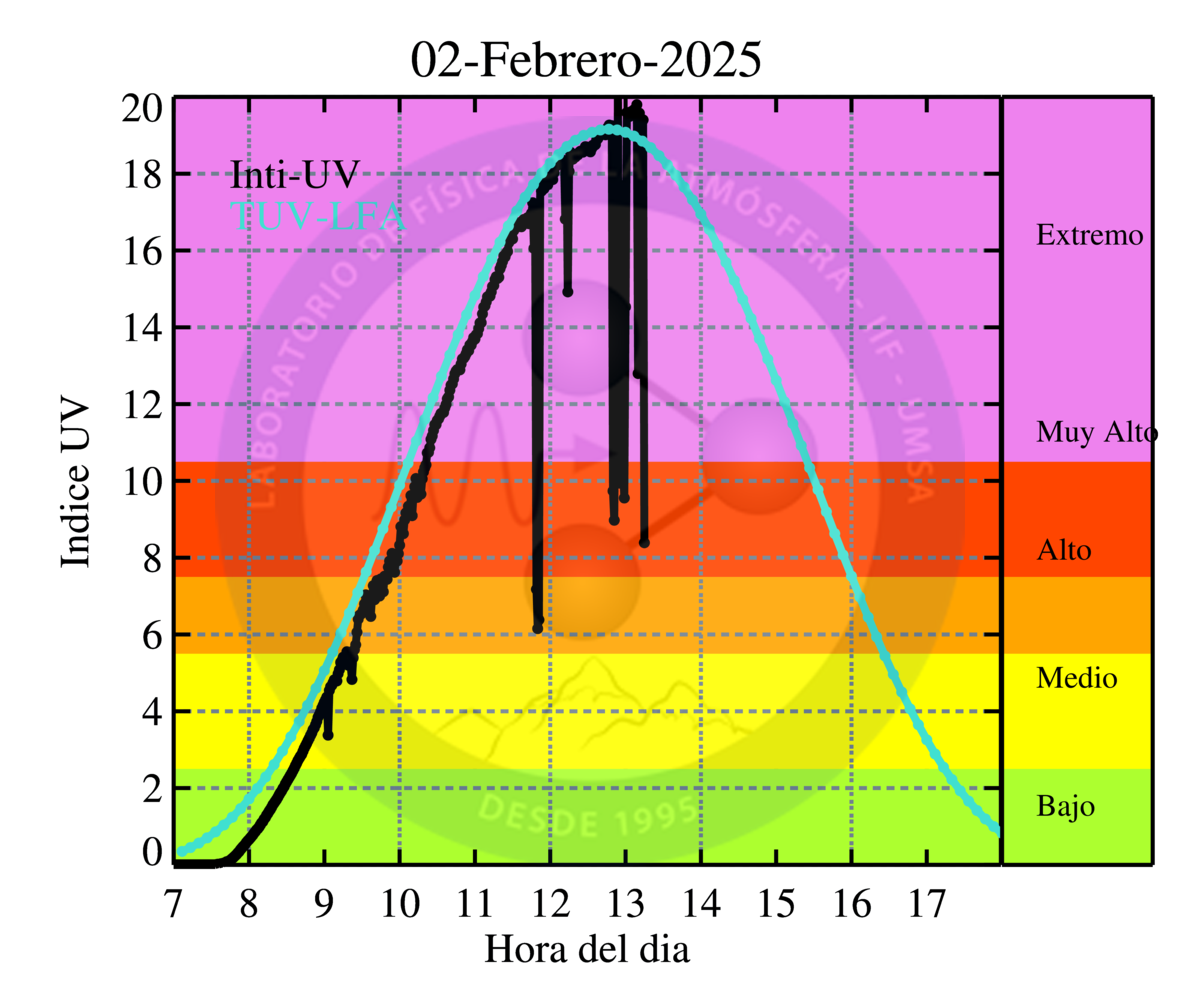 02-Febrero-2025
20
18
16
14
12
10
8
6
4
2
0
Indice UV
Inti-UV
TUV-LFA
LABORATORIO DE FÍSICA DE LA ATMÓSFERA - IIF - UMSA
DESDE 1995
Extremo
Muy Alto
Alto
Medio
Bajo
7 8 9 10 11 12 13 14 15 16 17
Hora del dia